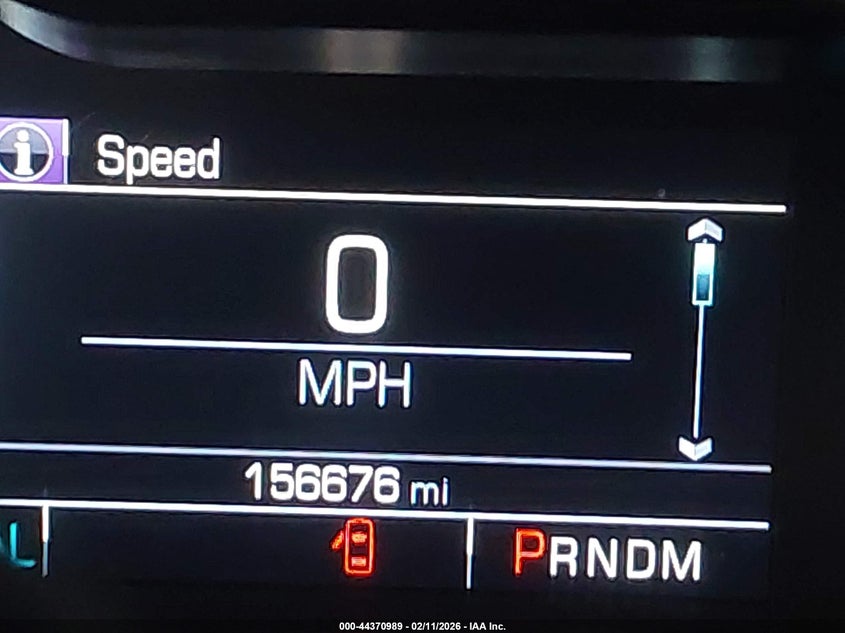 i Speed
0
MPH
156676 mi
L PRNDM
000-44370989 - 02/11/2026 - IAA Inc.